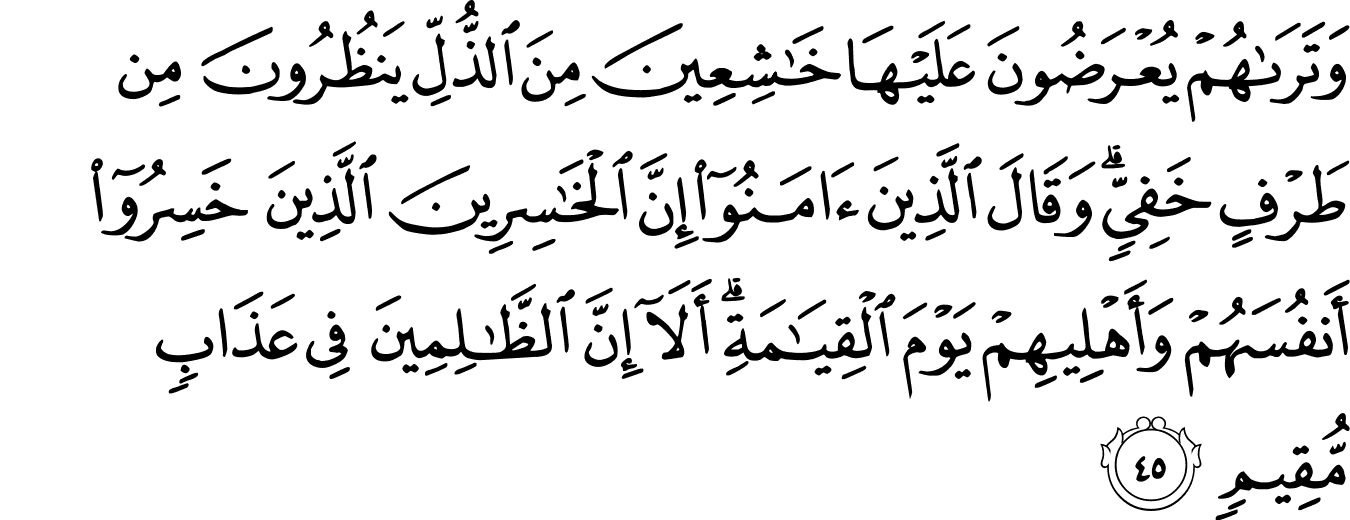 وَتَرَىٰهُمْ يُعْرَضُونَ عَلَيْهَا خَـٰشِعِينَ مِنَ ٱلذُّلِّ يَنظُرُونَ مِن
طَرْفٍ خَفِىٍّ ۗ وَقَالَ ٱلَّذِينَ ءَامَنُوٓا۟ إِنَّ ٱلْخَـٰسِرِينَ ٱلَّذِينَ خَسِرُوٓا۟
أَنفُسَهُمْ وَأَهْلِيهِمْ يَوْمَ ٱلْقِيَـٰمَةِ ۗ أَلَآ إِنَّ ٱلظَّـٰلِمِينَ فِى عَذَابٍ
مُّقِيمٍ ٤٥